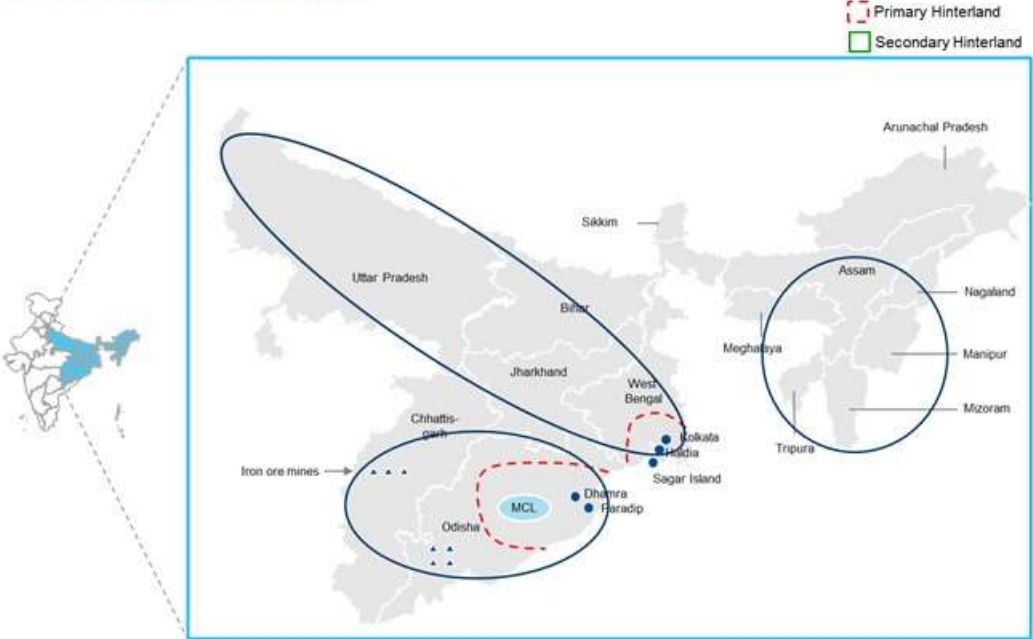 Primary Hinterland
Secondary Hinterland
Arunachal Pradesh
Sikkim
Assam
Uttar Pradesh
Nagaland
Bihar
Meghalaya
Manipur
Jharkhand
West
Bengal
Mizoram
Chhattis-
garh
Kolkata
Tripura
Haldia
Iron ore mines
Sagar Island
Dhamra
MCL
Paradip
Odisha